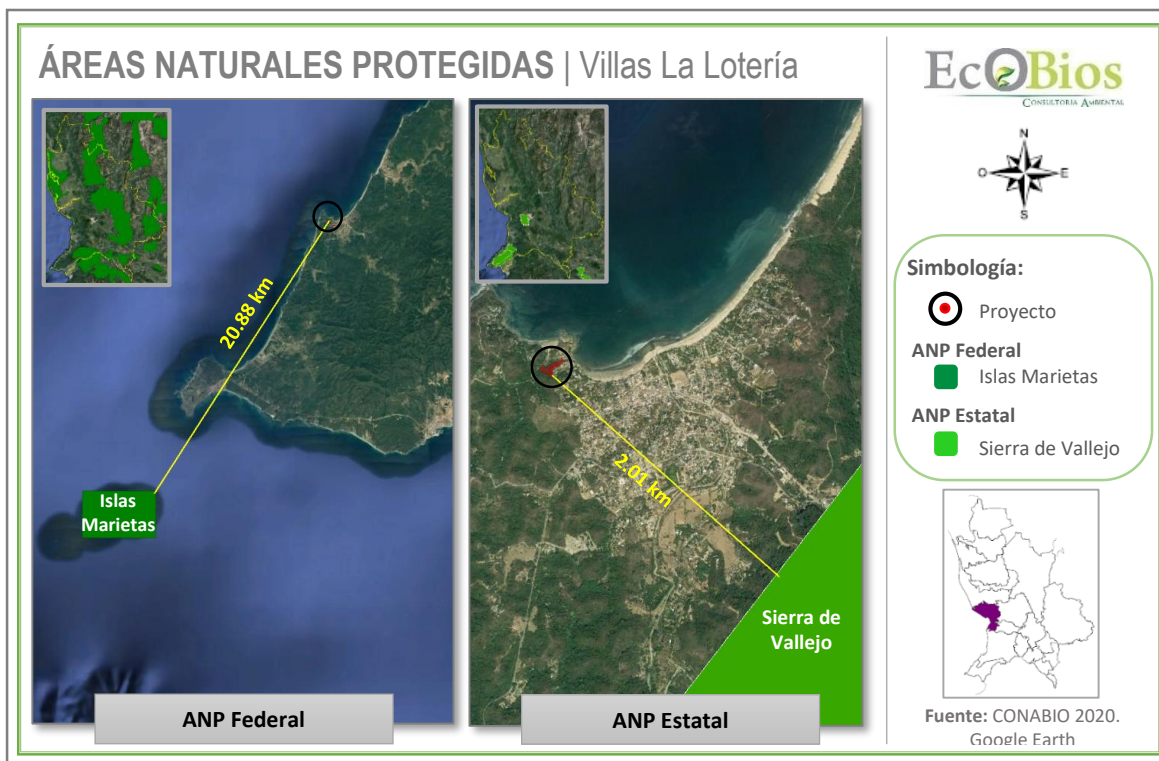 ÁREAS NATURALES PROTEGIDAS | Villas La Lotería
20.88 km
Islas
Marietas
ANP Federal
2.01 km
Sierra de
Vallejo
ANP Estatal
EcOBios
CONSULTORIA AMBIENTAL
N
O
E
S
Simbología:
Proyecto
ANP Federal
Islas Marietas
ANP Estatal
Sierra de Vallejo
Fuente: CONABIO 2020.
Google Earth